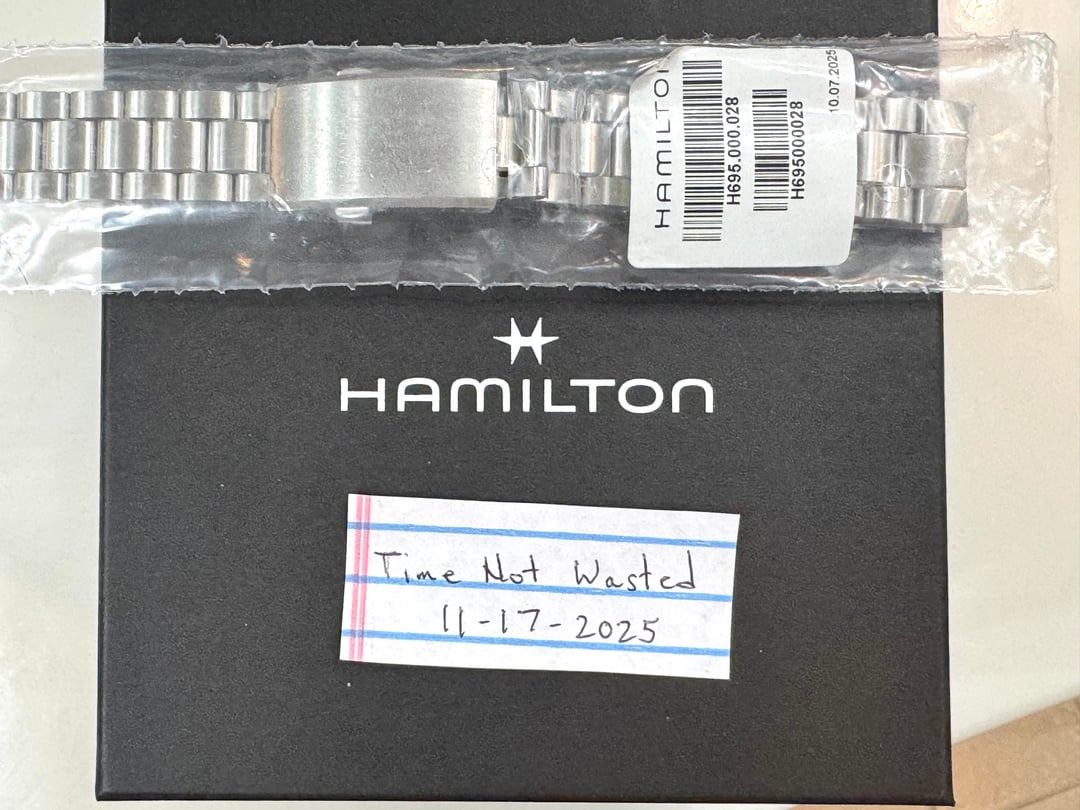 HAMILTON
H695.000.028
H695000028
10.07.2025
HAMILTON
Time Not Wasted
11-17-2025